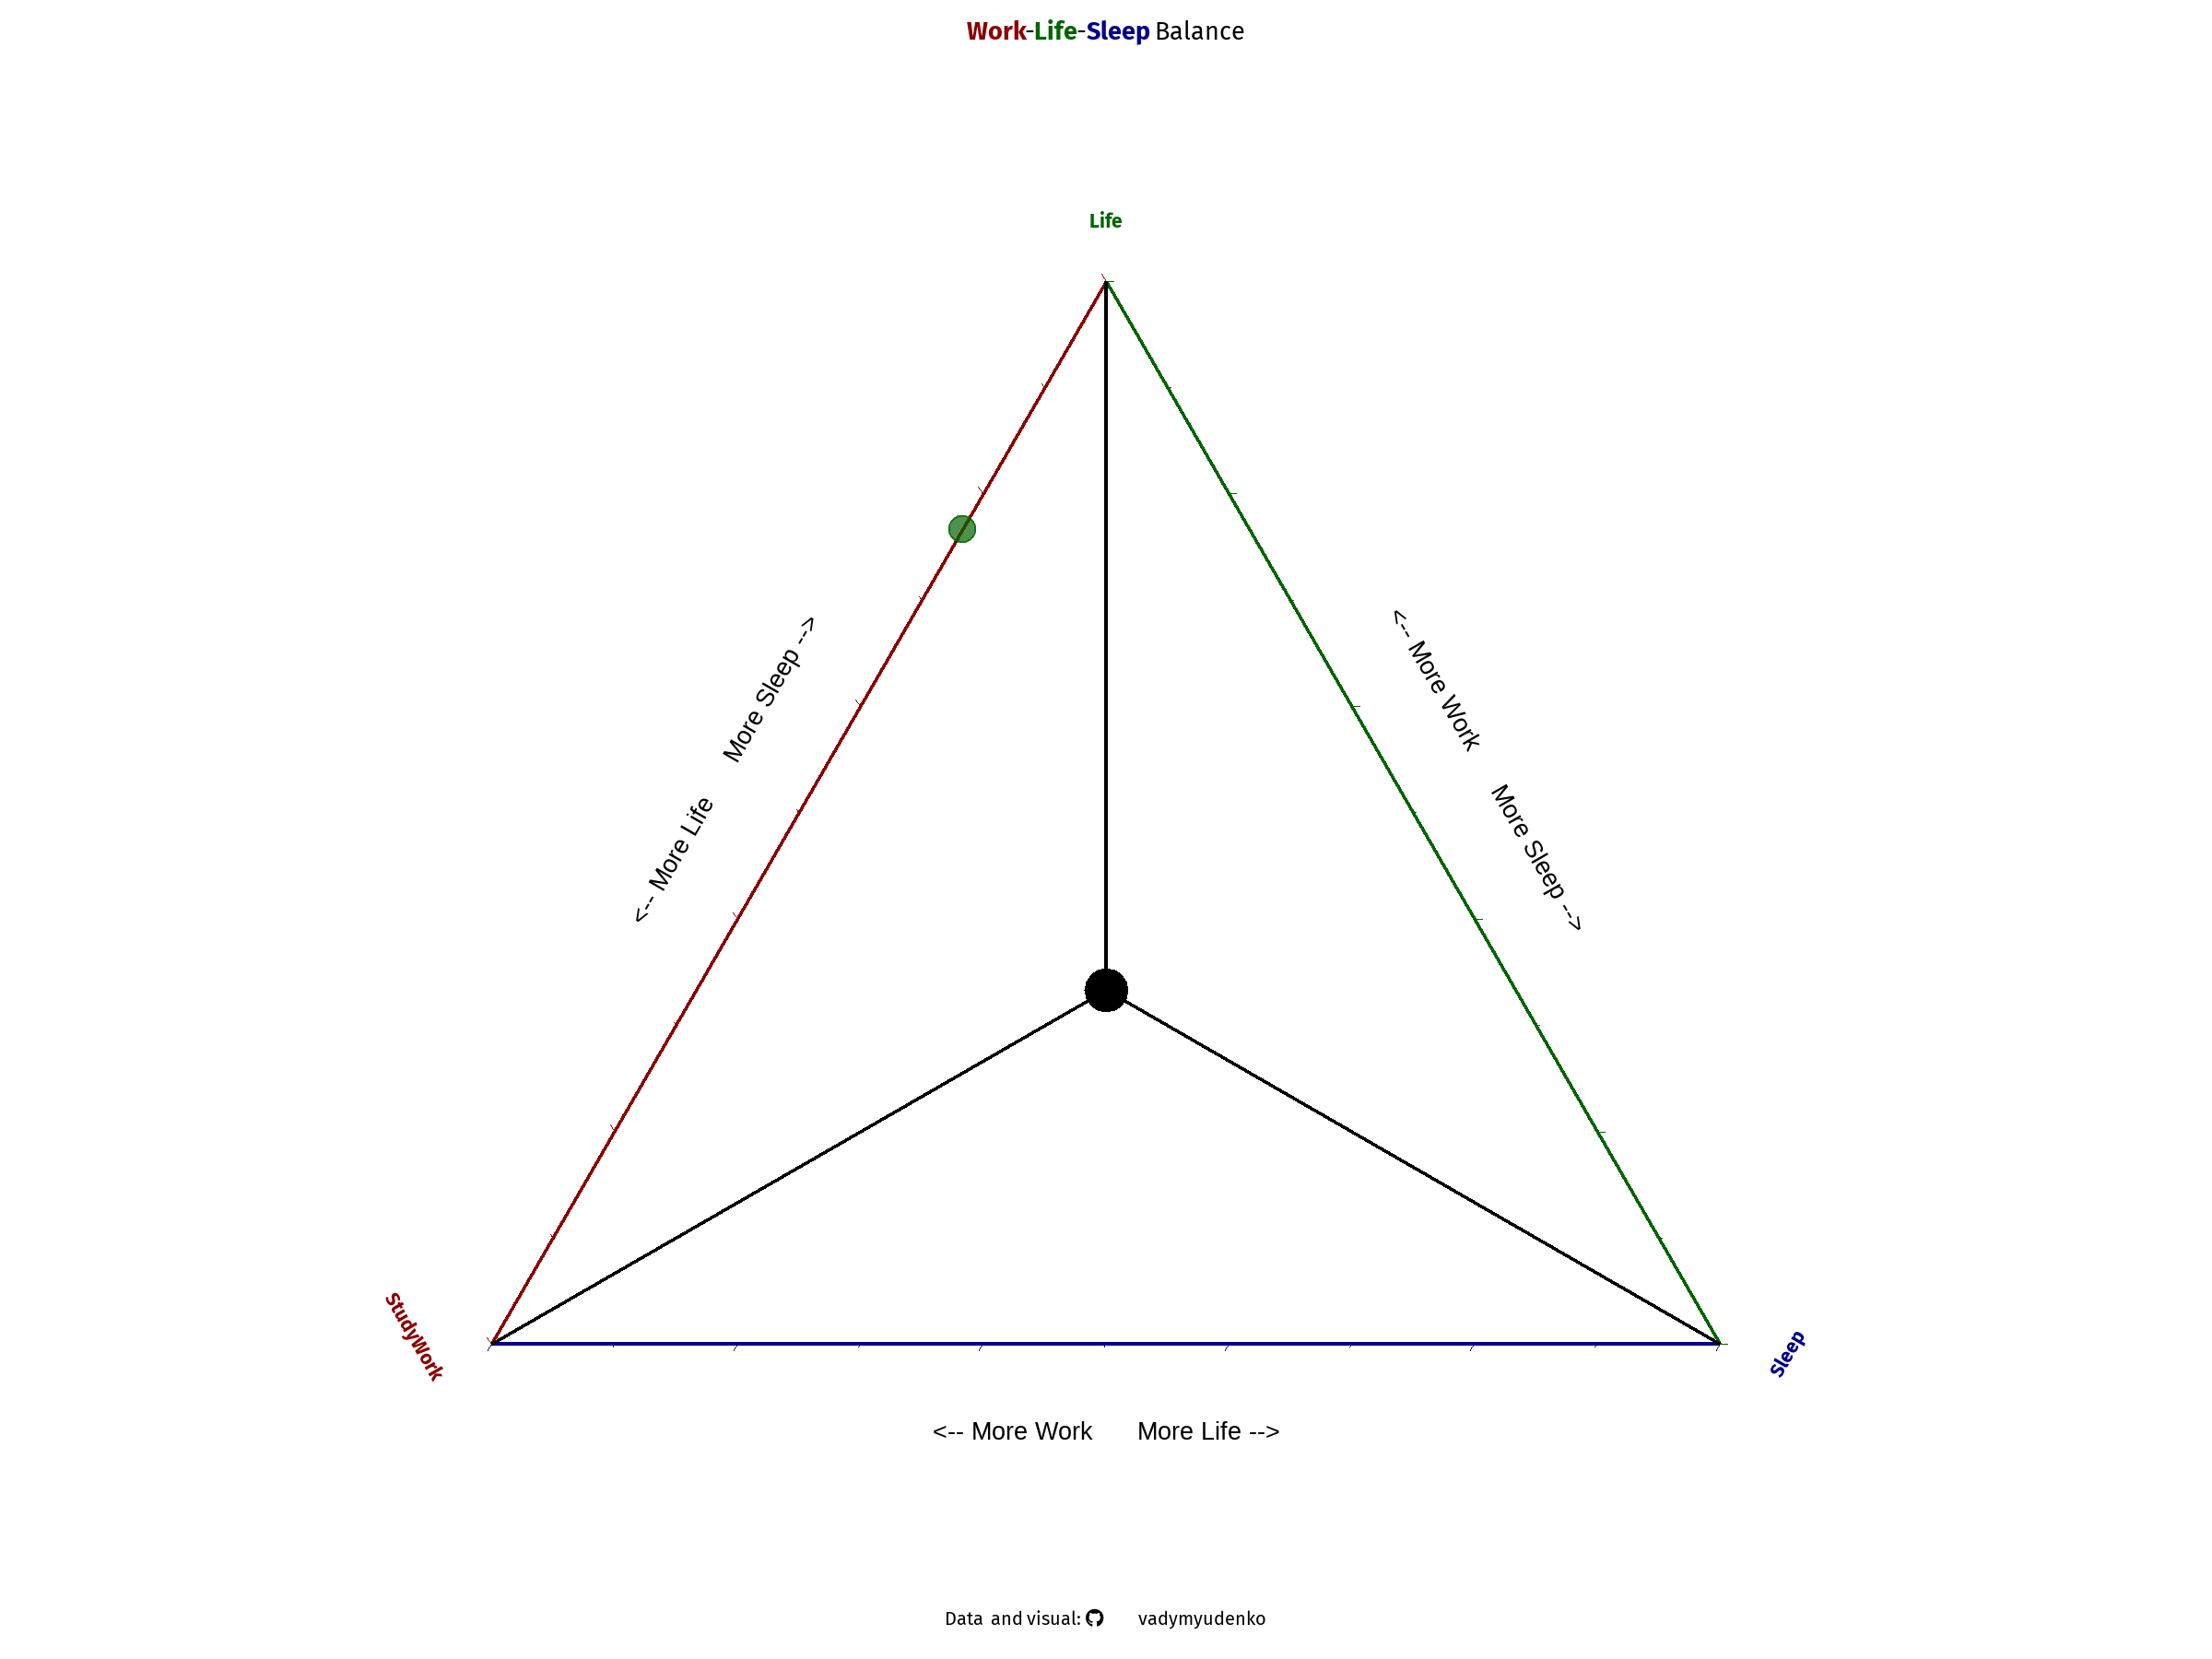 Work-Life-Sleep Balance
Life
<-- More Life     More Sleep -->
<-- More Work     More Sleep -->
StudyWork
Sleep
<-- More Work     More Life -->
Data and visual: vadymyudenko